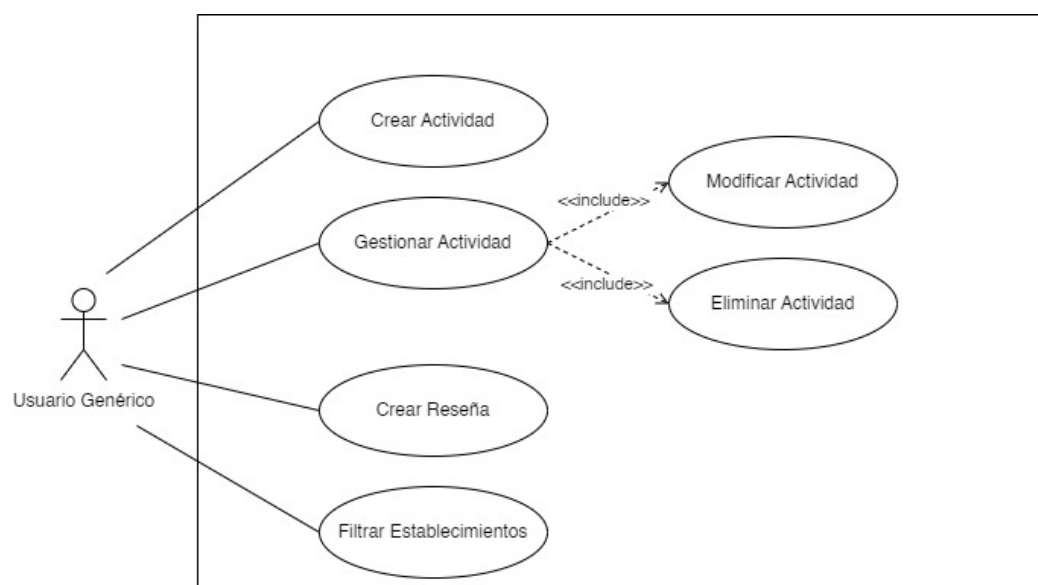 Crear Actividad
Modificar Actividad
<<include>>
Gestionar Actividad
<<include>>
Eliminar Actividad
Usuario Genérico
Crear Reseña
Filtrar Establecimientos